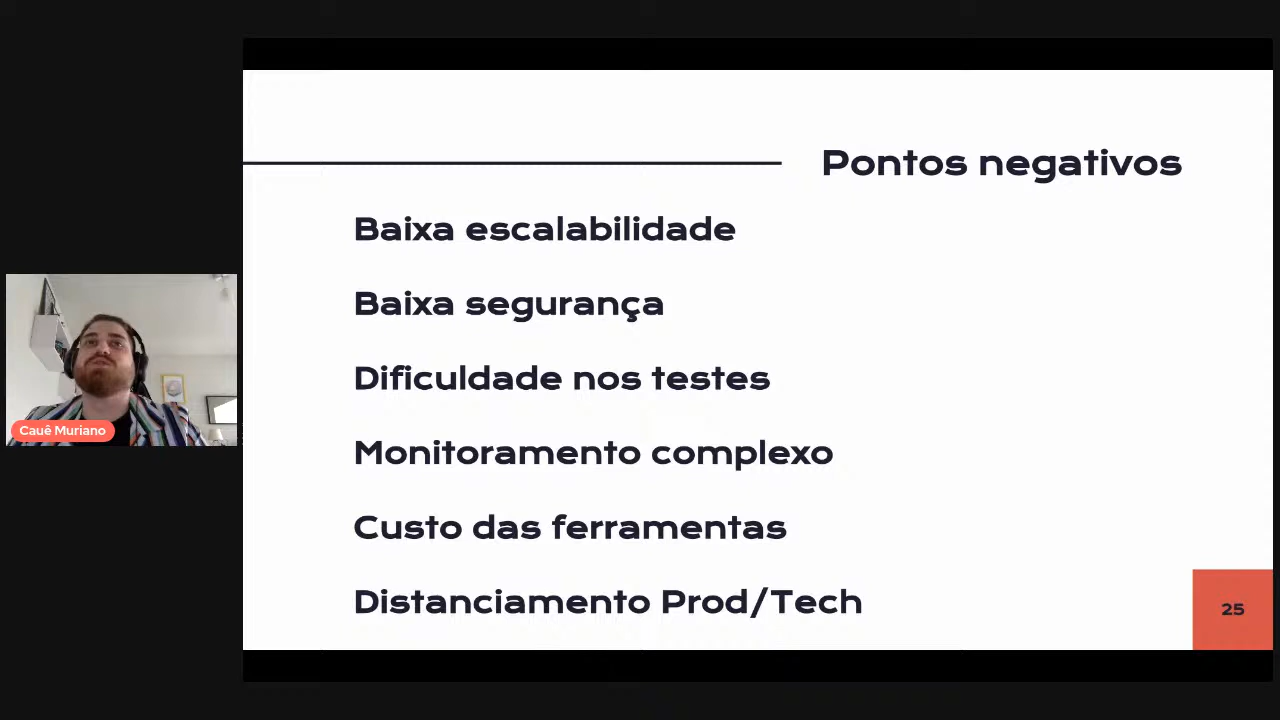 Pontos negativos
Baixa escalabilidade
Baixa segurança
Dificuldade nos testes
Monitoramento complexo
Custo das ferramentas
Distanciamento Prod/Tech
25
Cauê Muriano